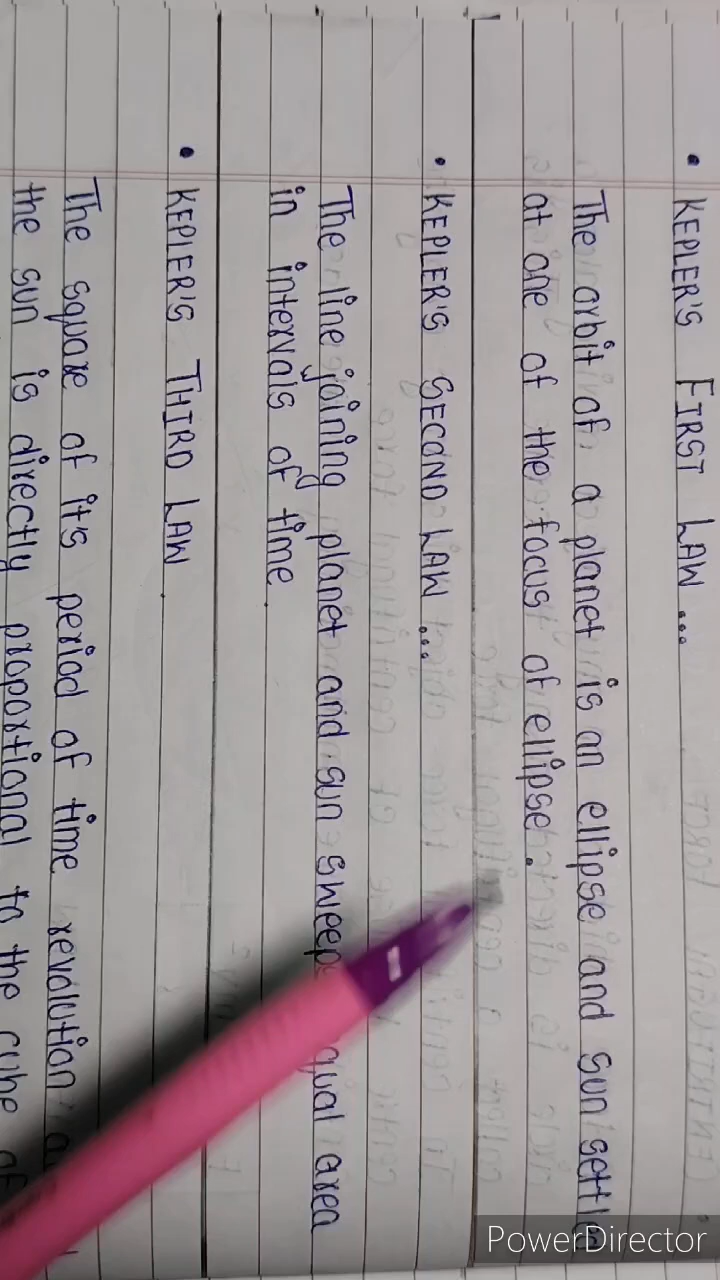 • KEPLER'S FIRST LAW...
The orbit of a planet is an ellipse and sun
at one of the focus of ellipse.
• KEPLER'S SECOND LAW...
The line joining planet and sun sweep area
in intervals of time
• KEPLER'S THIRD LAW
The square of it's period of time revolution
the sun is directly proportional to the cube of
PowerDirector